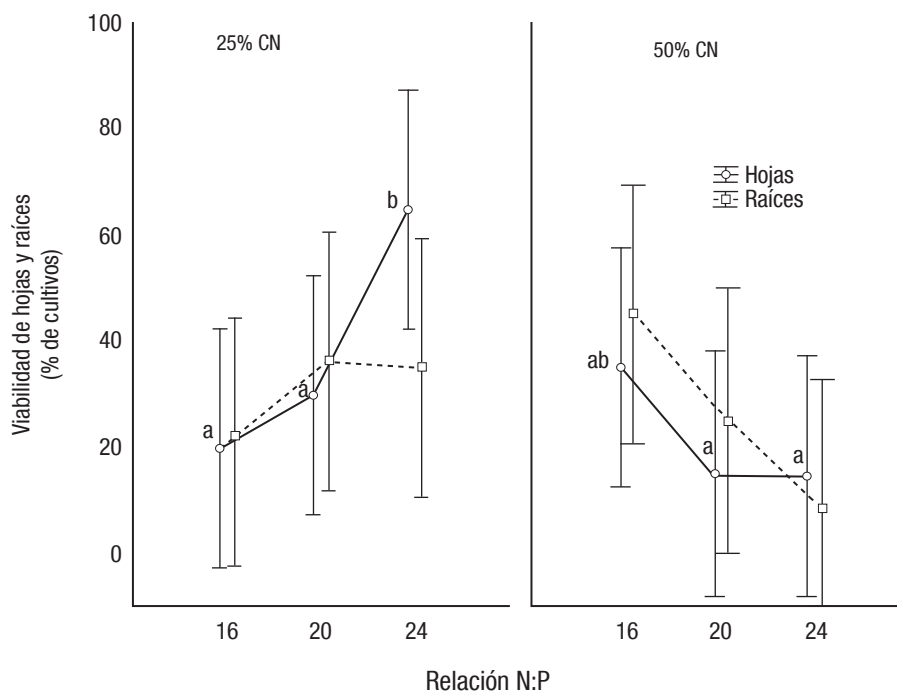 Viabilidad de hojas y raíces
(% de cultivos)
100
80
60
40
20
0
25% CN
a
a
b
16
20
24
50% CN
Hojas
Raíces
ab
a
a
16
20
24
Relación N:P